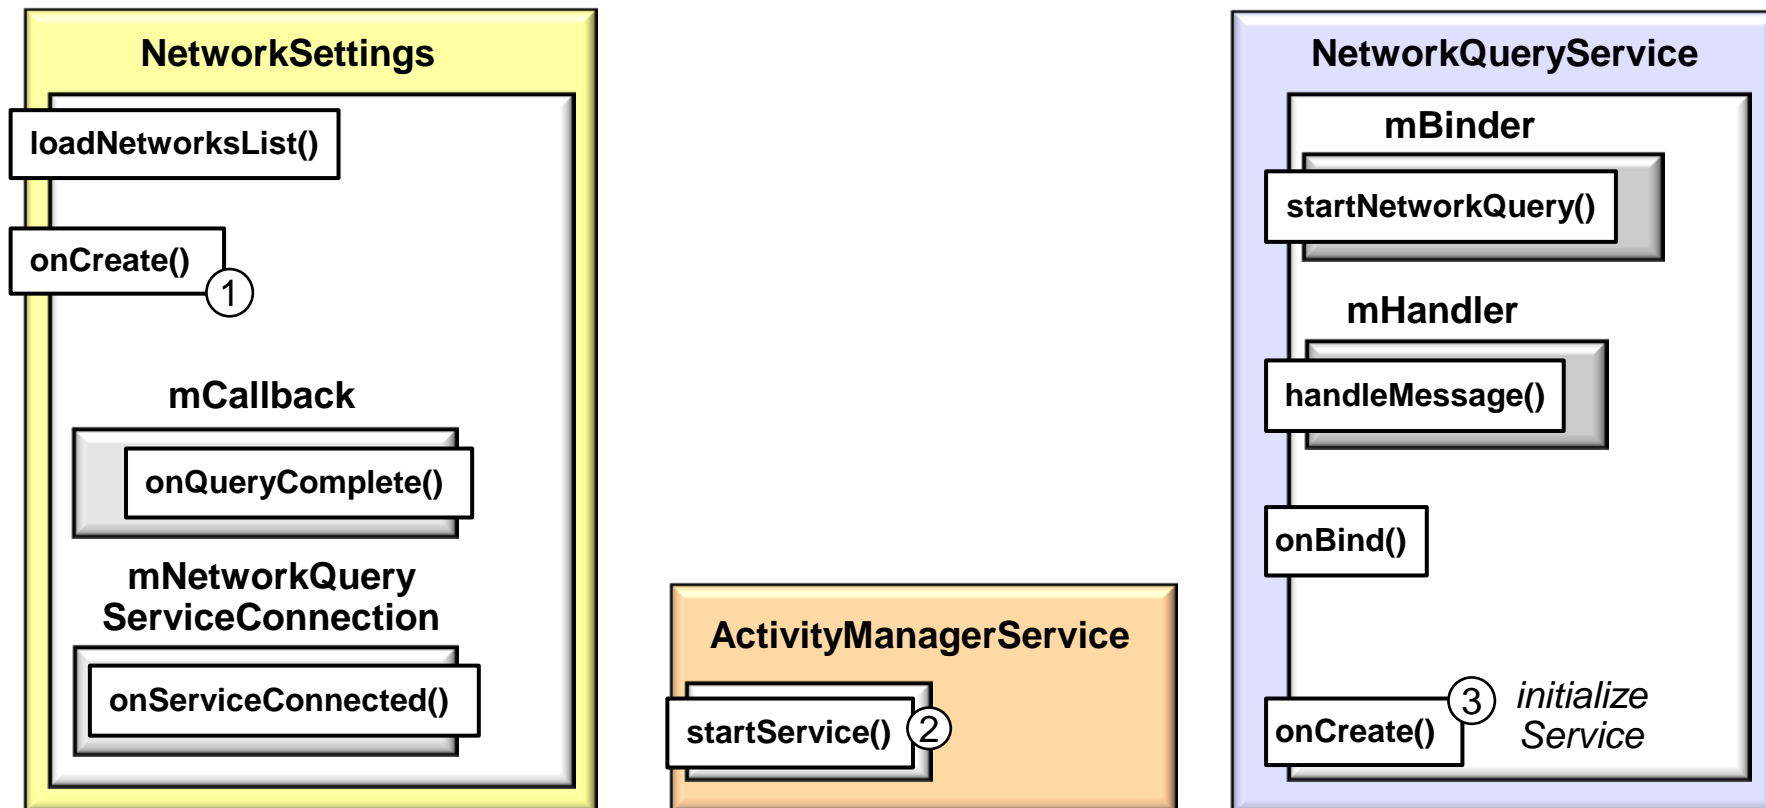 NetworkSettings
loadNetworksList()
onCreate()
1
mCallback
onQueryComplete()
mNetworkQuery
ServiceConnection
onServiceConnected()
ActivityManagerService
startService()
2
NetworkQueryService
mBinder
startNetworkQuery()
mHandler
handleMessage()
onBind()
onCreate()
3
initialize
Service